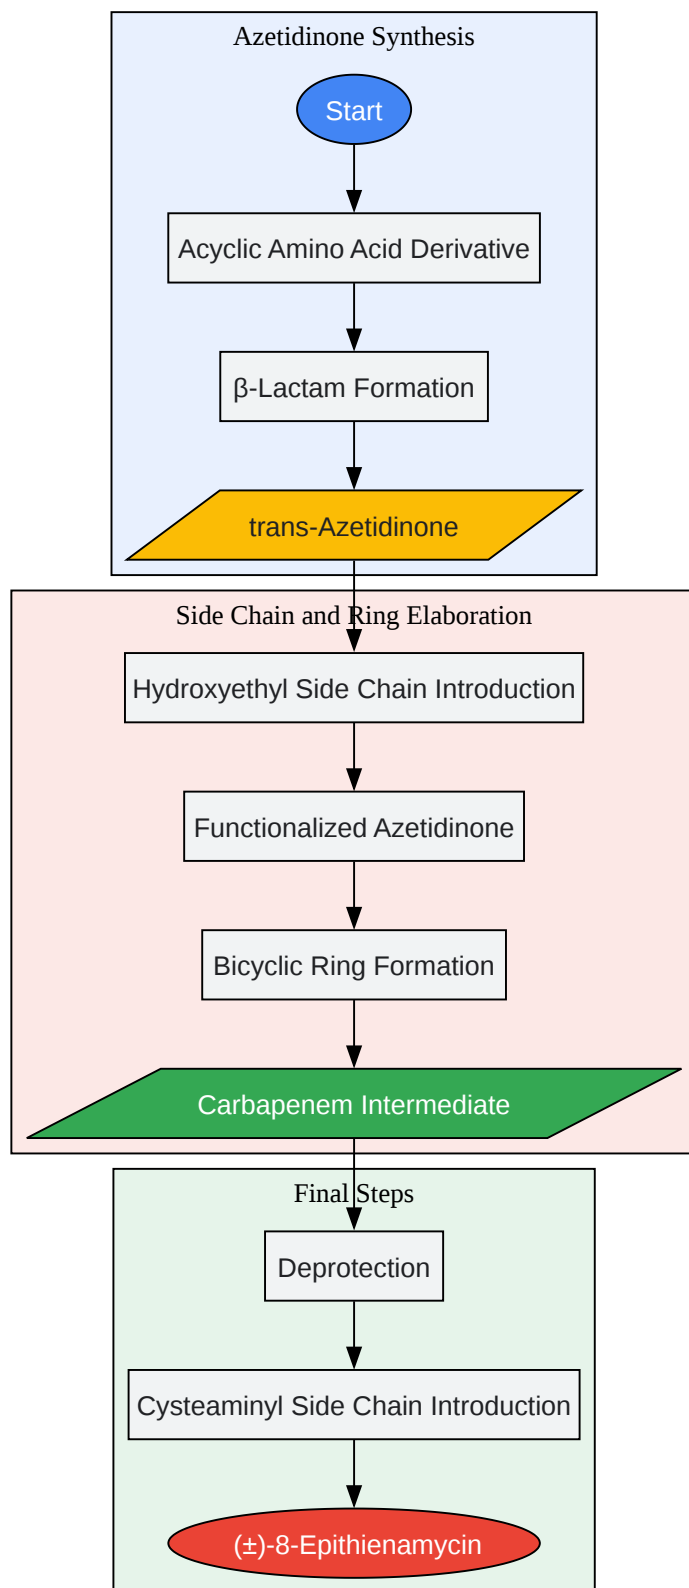 Azetidinone Synthesis
Start
Acyclic Amino Acid Derivative
β-Lactam Formation
trans-Azetidinone
Side Chain and Ring Elaboration
Hydroxyethyl Side Chain Introduction
Functionalized Azetidinone
Bicyclic Ring Formation
Carbapenem Intermediate
Final Steps
Deprotection
Cysteaminyl Side Chain Introduction
(±)-8-Epithienamycin